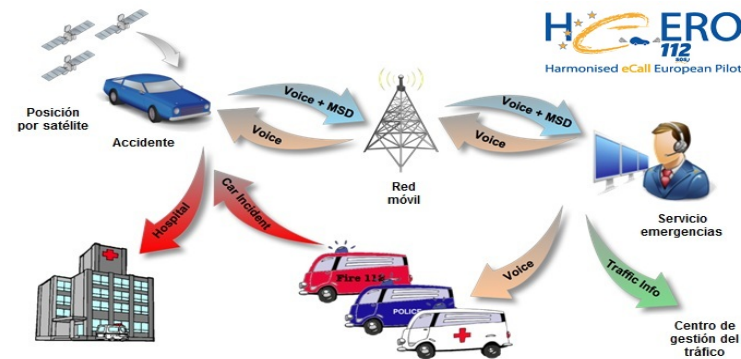 HeERO
112
Harmonised eCall European Pilot
Posición
por satélite
Accidente
Voice + MSD
Voice
Red
móvil
Voice + MSD
Voice
Servicio
emergencias
Hospital
Car Incident
Fire
POLICE
Voice
Traffic Info
Centro de
gestión del
tráfico